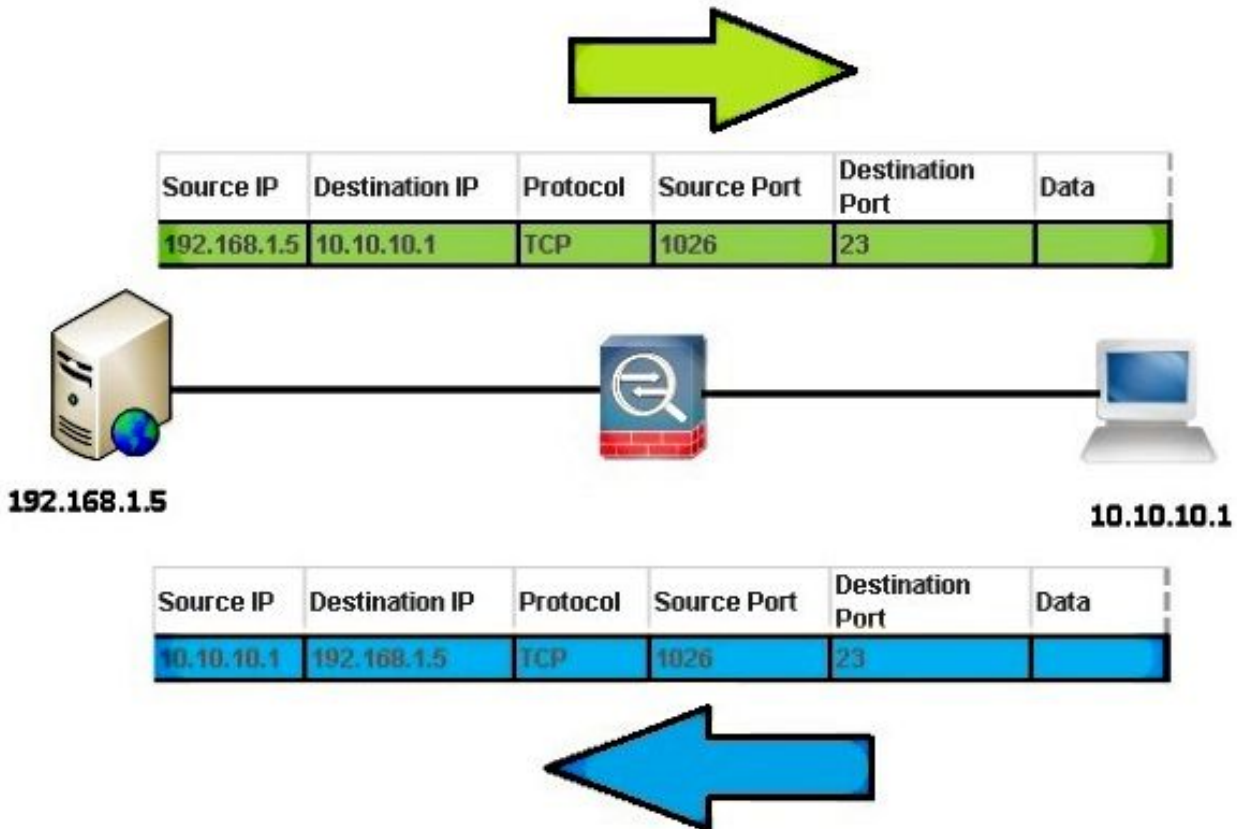 Source IP Destination IP Protocol Source Port Destination Port Data
192.168.1.5 10.10.10.1 TCP 1026 23
192.168.1.5
10.10.10.1
Source IP Destination IP Protocol Source Port Destination Port Data
10.10.10.1 192.168.1.5 TCP 1026 23